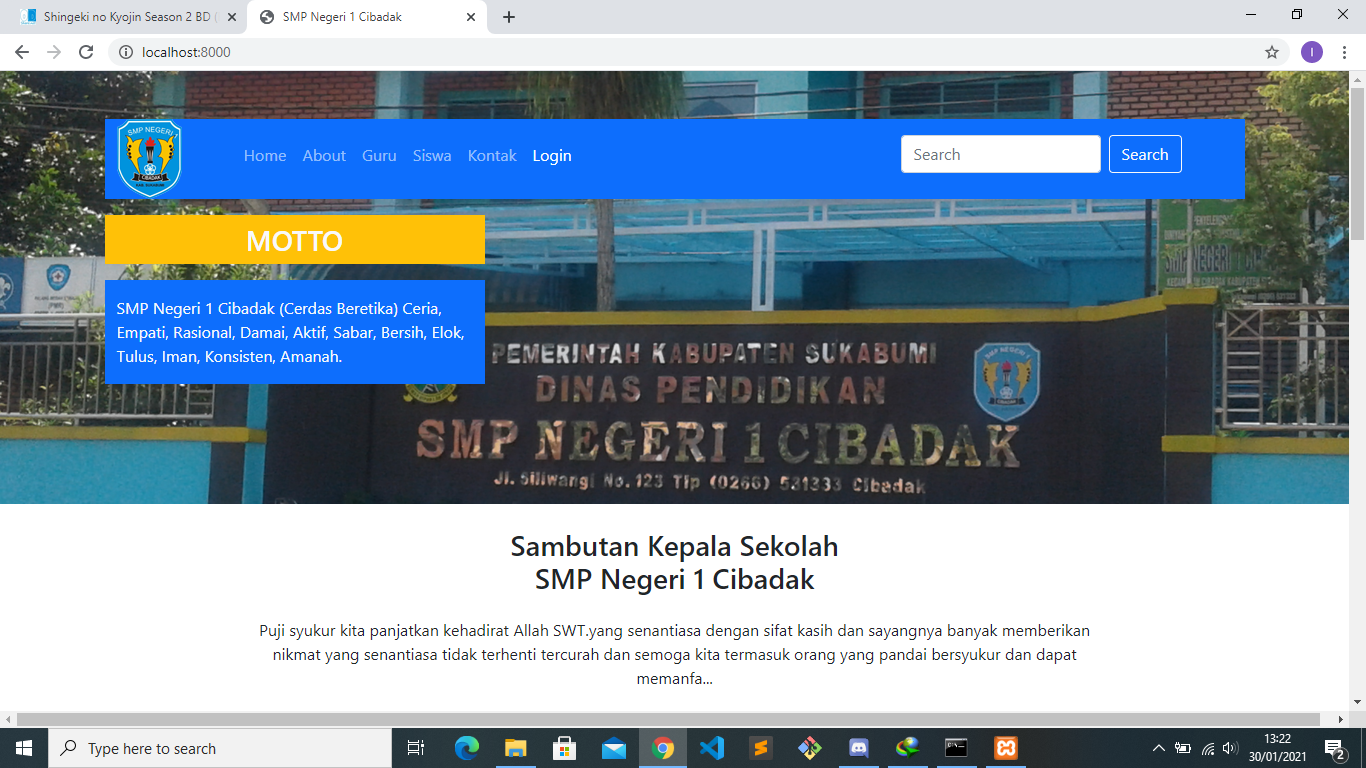 Shingeki no Kyojin Season 2 BD (
SMP Negeri 1 Cibadak
localhost:8000
I
SMP NEGERI 1
CIBADAK
Home About Guru Siswa Kontak Login
Search
Search
MOTTO
SMP Negeri 1 Cibadak (Cerdas Beretika) Ceria,
Empati, Rasional, Damai, Aktif, Sabar, Bersih, Elok,
Tulus, Iman, Konsisten, Amanah.
PEMERINTAH KABUPATEN SUKABUMI
DINAS PENDIDIKAN
SMP NEGERI 1 CIBADAK
Jl. Siliwangi No. 123 Tlp (0266) 531333 Cibadak
Sambutan Kepala Sekolah
SMP Negeri 1 Cibadak
Puji syukur kita panjatkan kehadirat Allah SWT.yang senantiasa dengan sifat kasih dan sayangnya banyak memberikan
nikmat yang senantiasa tidak terhenti tercurah dan semoga kita termasuk orang yang pandai bersyukur dan dapat
memanfa...
Type here to search
13:22
30/01/2021
2